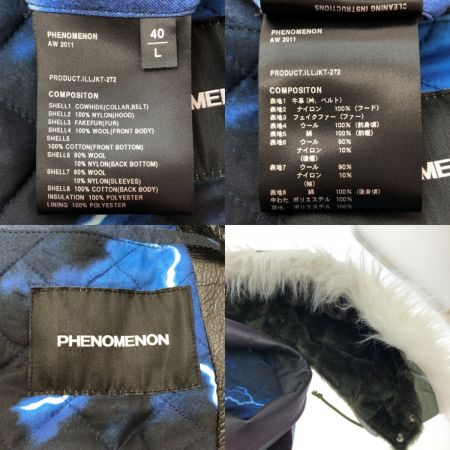 PHENOMENON
AW 2011
40
L
PRODUCT.ILLJKT-272
COMPOSITON
SHELL1 COWHIDE(COLLAR,BELT)
SHELL2 100% NYLON(HOOD)
SHELL3 FAKEFUR(FUR)
SHELL4 100% WOOL(FRONT BODY)
SHELL5
100% COTTON(FRONT BOTTOM)
SHELL6 90% WOOL
10% NYLON(BACK BOTTOM)
SHELL7 90% WOOL
10% NYLON(SLEEVES)
SHELL8 100% COTTON(BACK BODY)
INSULATION 100% POLYESTER
LINING 100% POLYESTER
MENON
CLEANING INSTRUCTIONS
PHENOMENON
AW 2011
PRODUCT.ILLJKT-272
COMPOSITON
表地1 牛革(衿、ベルト)
表地2 ナイロン 100% (フード)
表地3 フェイクファー(ファー)
表地4 ウール 100% (前身頃)
表地5 綿 100% (前裾)
表地6 ウール 90%
ナイロン 10%
(後裾)
表地7 ウール 90%
ナイロン 10%
(袖)
表地8 綿 100% (後身頃)
中わた ポリエステル 100%
裏地 ポリエステル 100%
EN
PHENOMENON